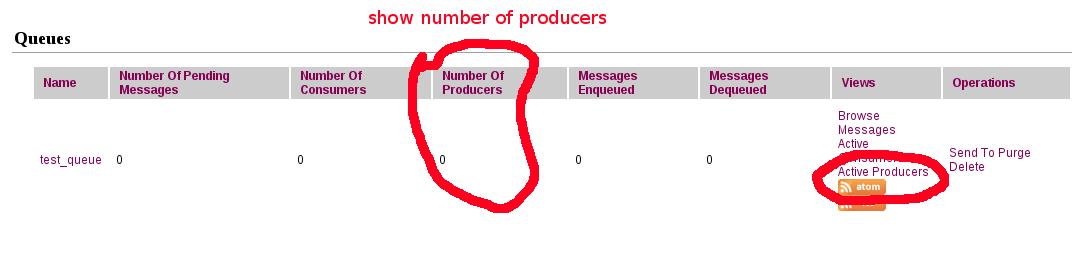 show number of producers
Queues
Name
Number Of Pending
Messages
Number Of
Consumers
Number Of
Producers
Messages
Enqueued
Messages
Dequeued
Views
Operations
test_queue
0
0
0
0
0
Browse
Messages
Active
Active Producers
atom
Send To Purge
Delete